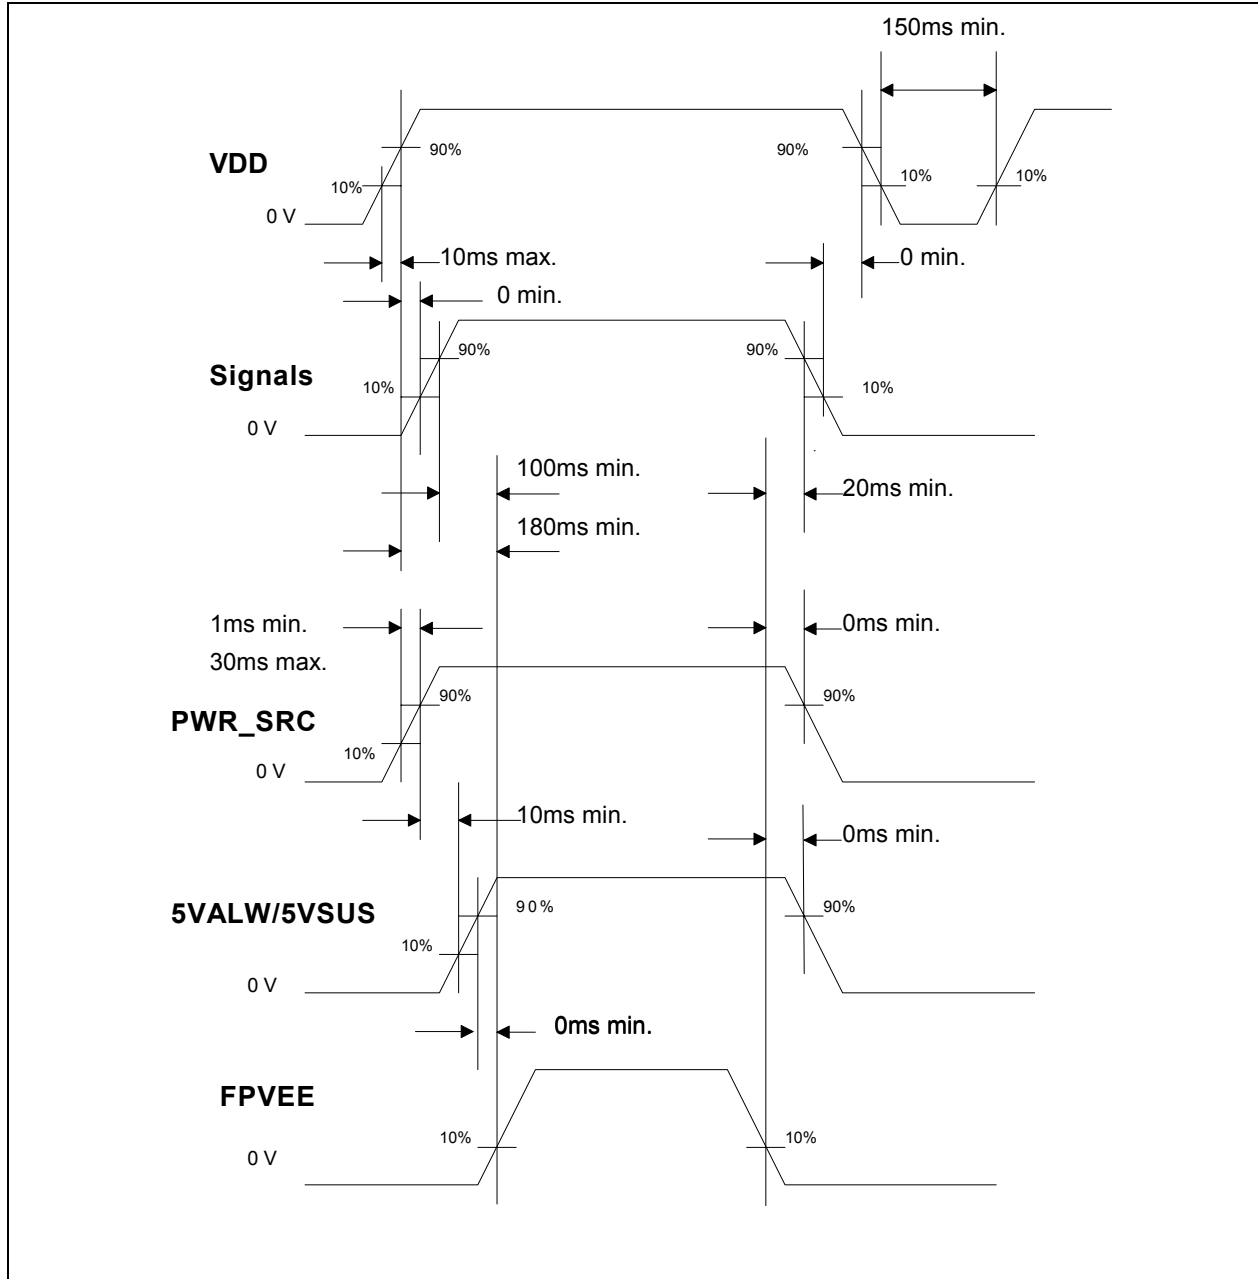 150ms min.
VDD
90%
90%
10%
10%
10%
0 V
10ms max.
0 min.
0 min.
90%
90%
Signals
10%
10%
0 V
100ms min.
20ms min.
180ms min.
1ms min.
0ms min.
30ms max.
90%
90%
PWR_SRC
10%
0 V
10ms min.
0ms min.
5VALW/5VSUS
90%
90%
10%
0 V
0ms min.
FPVEE
10%
10%
0 V